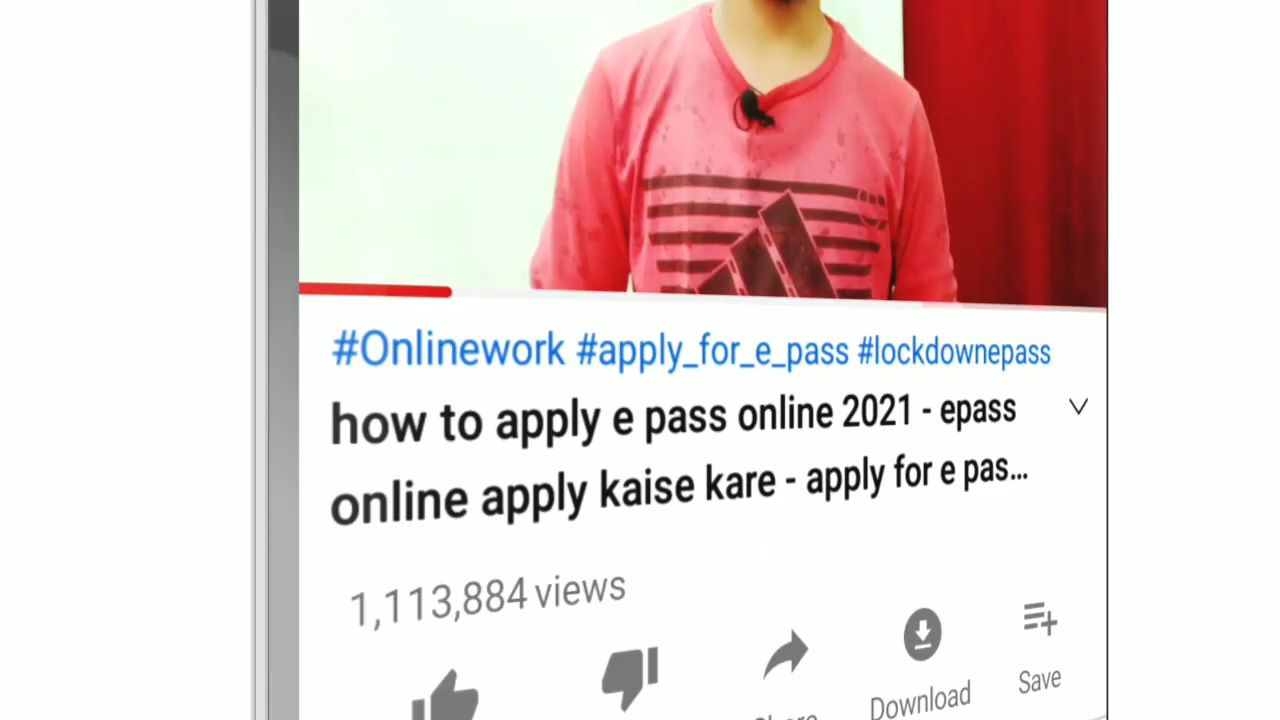 #Onlinework #apply_for_e_pass #lockdownepass
how to apply e pass online 2021 - epass
online apply kaise kare - apply for e pas...
1,113,884 views
Share Download Save